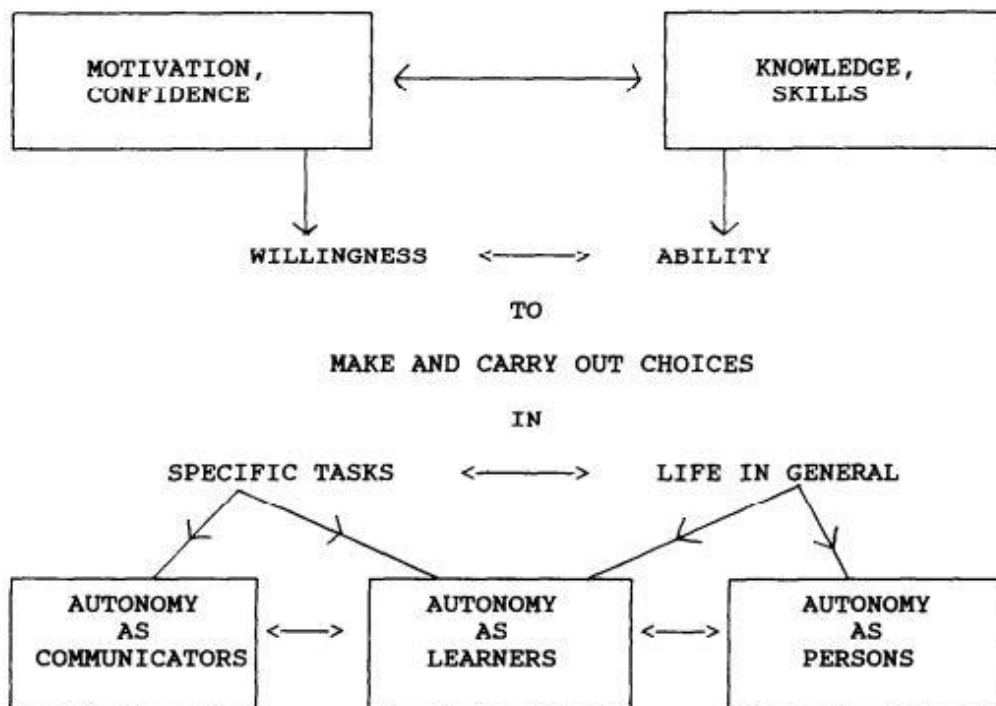 MOTIVATION,
CONFIDENCE
KNOWLEDGE,
SKILLS
WILLINGNESS <---> ABILITY
TO
MAKE AND CARRY OUT CHOICES
IN
SPECIFIC TASKS <---> LIFE IN GENERAL
AUTONOMY
AS
COMMUNICATORS
AUTONOMY
AS
LEARNERS
AUTONOMY
AS
PERSONS